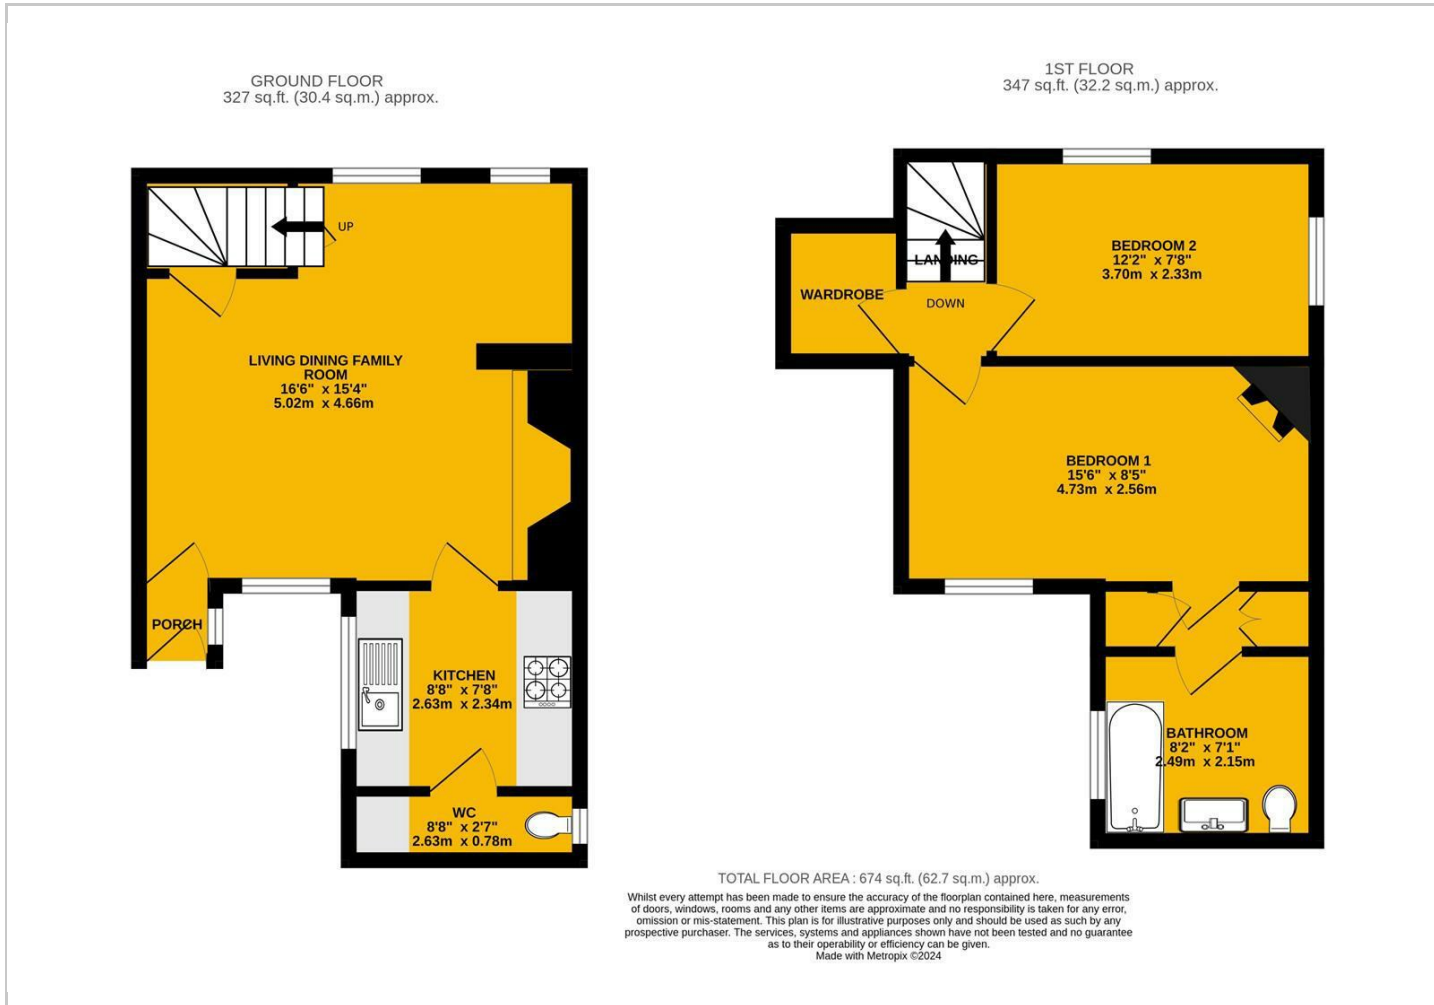 GROUND FLOOR
327 sq.ft. (30.4 sq.m.) approx.
UP
LIVING DINING FAMILY
ROOM
16'6" x 15'4"
5.02m x 4.66m
PORCH
KITCHEN
8'8" x 7'8"
2.63m x 2.34m
WC
8'8" x 2'7"
2.63m x 0.78m
1ST FLOOR
347 sq.ft. (32.2 sq.m.) approx.
BEDROOM 2
12'2" x 7'8"
3.70m x 2.33m
LANDING
WARDROBE
DOWN
BEDROOM 1
15'6" x 8'5"
4.73m x 2.56m
BATHROOM
8'2" x 7'1"
2.49m x 2.15m
TOTAL FLOOR AREA : 674 sq.ft. (62.7 sq.m.) approx.
Whilst every attempt has been made to ensure the accuracy of the floorplan contained here, measurements
of doors, windows, rooms and any other items are approximate and no responsibility is taken for any error,
omission or mis-statement. This plan is for illustrative purposes only and should be used as such by any
prospective purchaser. The services, systems and appliances shown have not been tested and no guarantee
as to their operability or efficiency can be given.
Made with Metropix ©2024